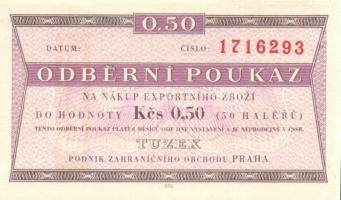 0.50
DATUM: ČÍSLO: 1716293
ODBĚRNÍ POUKAZ
NA NÁKUP EXPORTNÍHO ZBOŽÍ
DO HODNOTY Kčs 0,50 (50 HALÉŘŮ)
TENTO ODBĚRNÍ POUKAZ PLATÍ 6 MĚSÍCŮ ODE DNE VYSTAVENÍ A JE NEPRODEJNÝ V ČSSR.
TUZEX
PODNIK ZAHRANIČNÍHO OBCHODU PRAHA